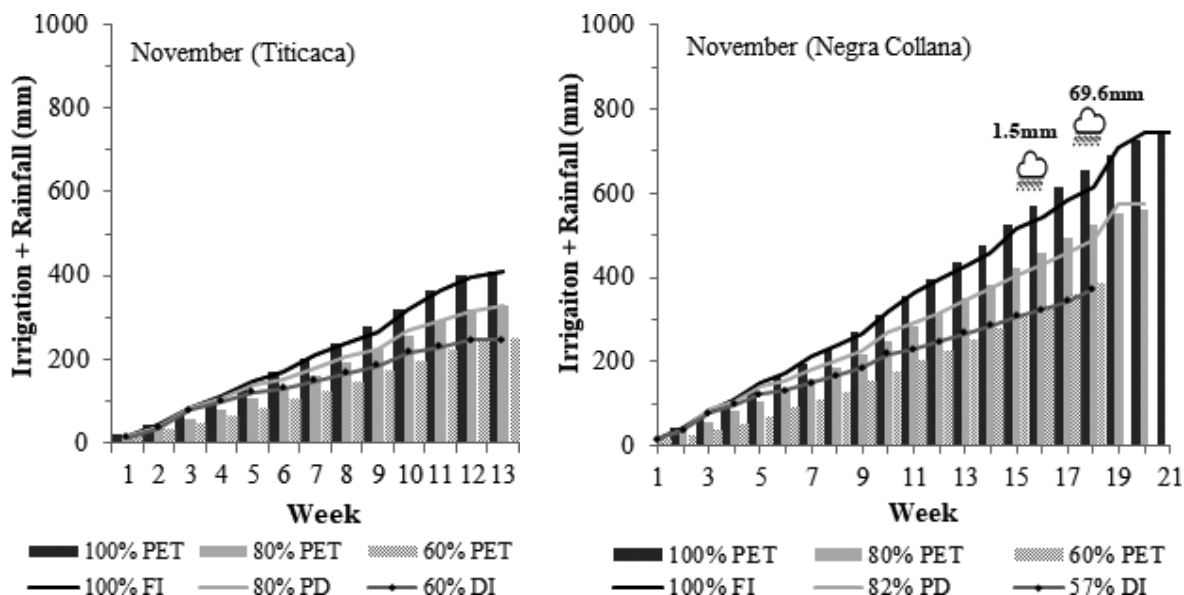 November (Titicaca)
Irrigation + Rainfall (mm)
1000
800
600
400
200
0
1 2 3 4 5 6 7 8 9 10 11 12 13
Week
100% PET 80% PET 60% PET
100% FI 80% PD 60% DI
November (Negra Collana)
Irrigaiton + Rainfall (mm)
1000
800
600
400
200
0
1.5mm
69.6mm
1 3 5 7 9 11 13 15 17 19 21
Week
100% PET 80% PET 60% PET
100% FI 82% PD 57% DI